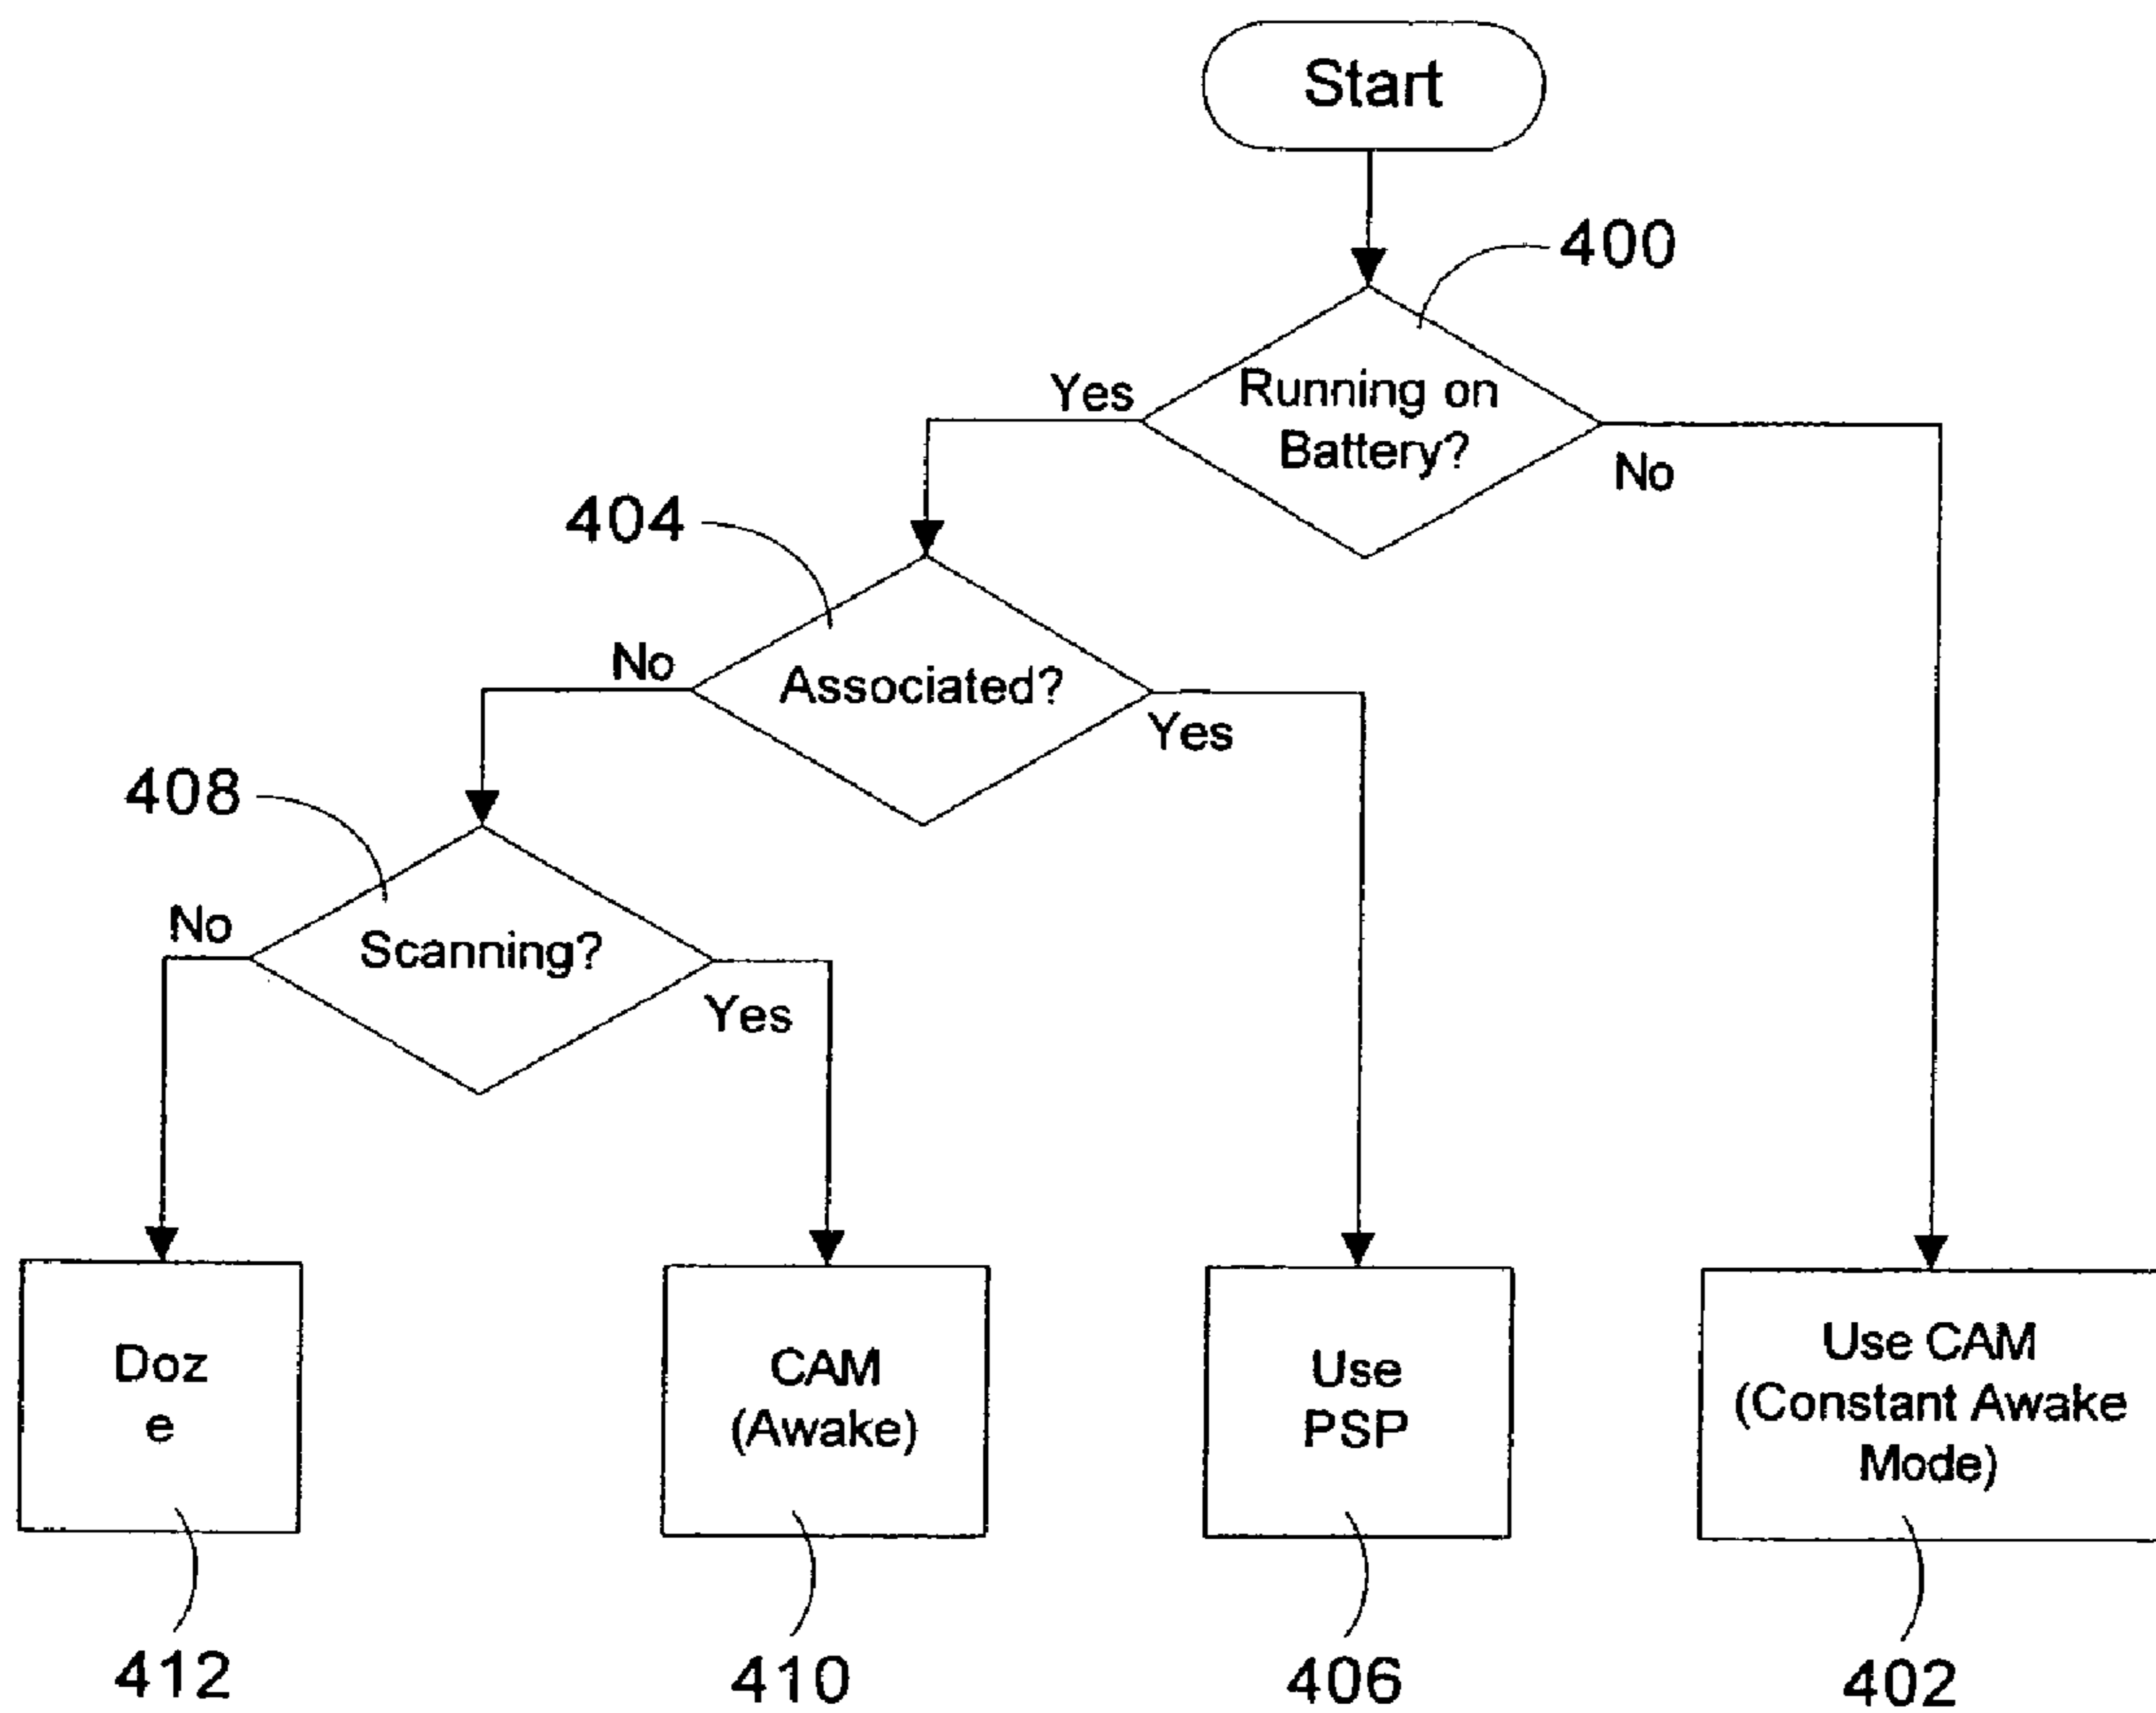 Start
400
Running on
Battery?
Yes
No
404
Associated?
No
Yes
408
Scanning?
No
Yes
Doz
e
CAM
(Awake)
Use
PSP
Use CAM
(Constant Awake
Mode)
412
410
406
402